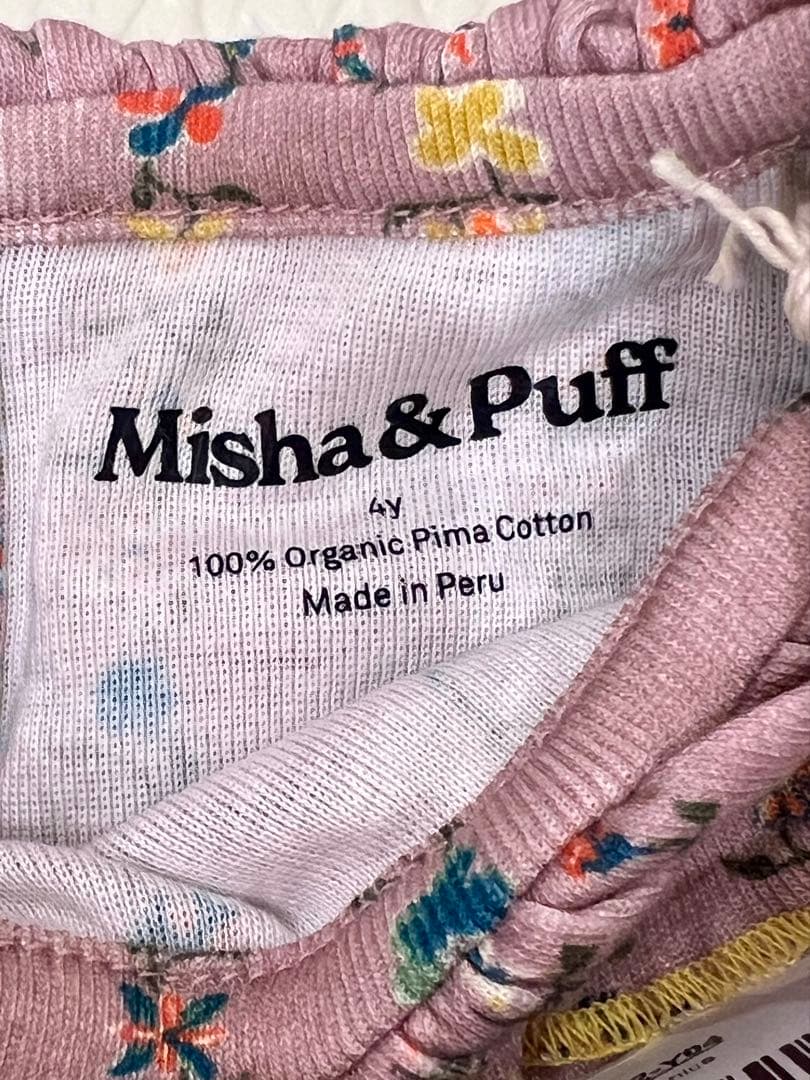 Misha & Puff
4y
100% Organic Pima Cotton
Made in Peru